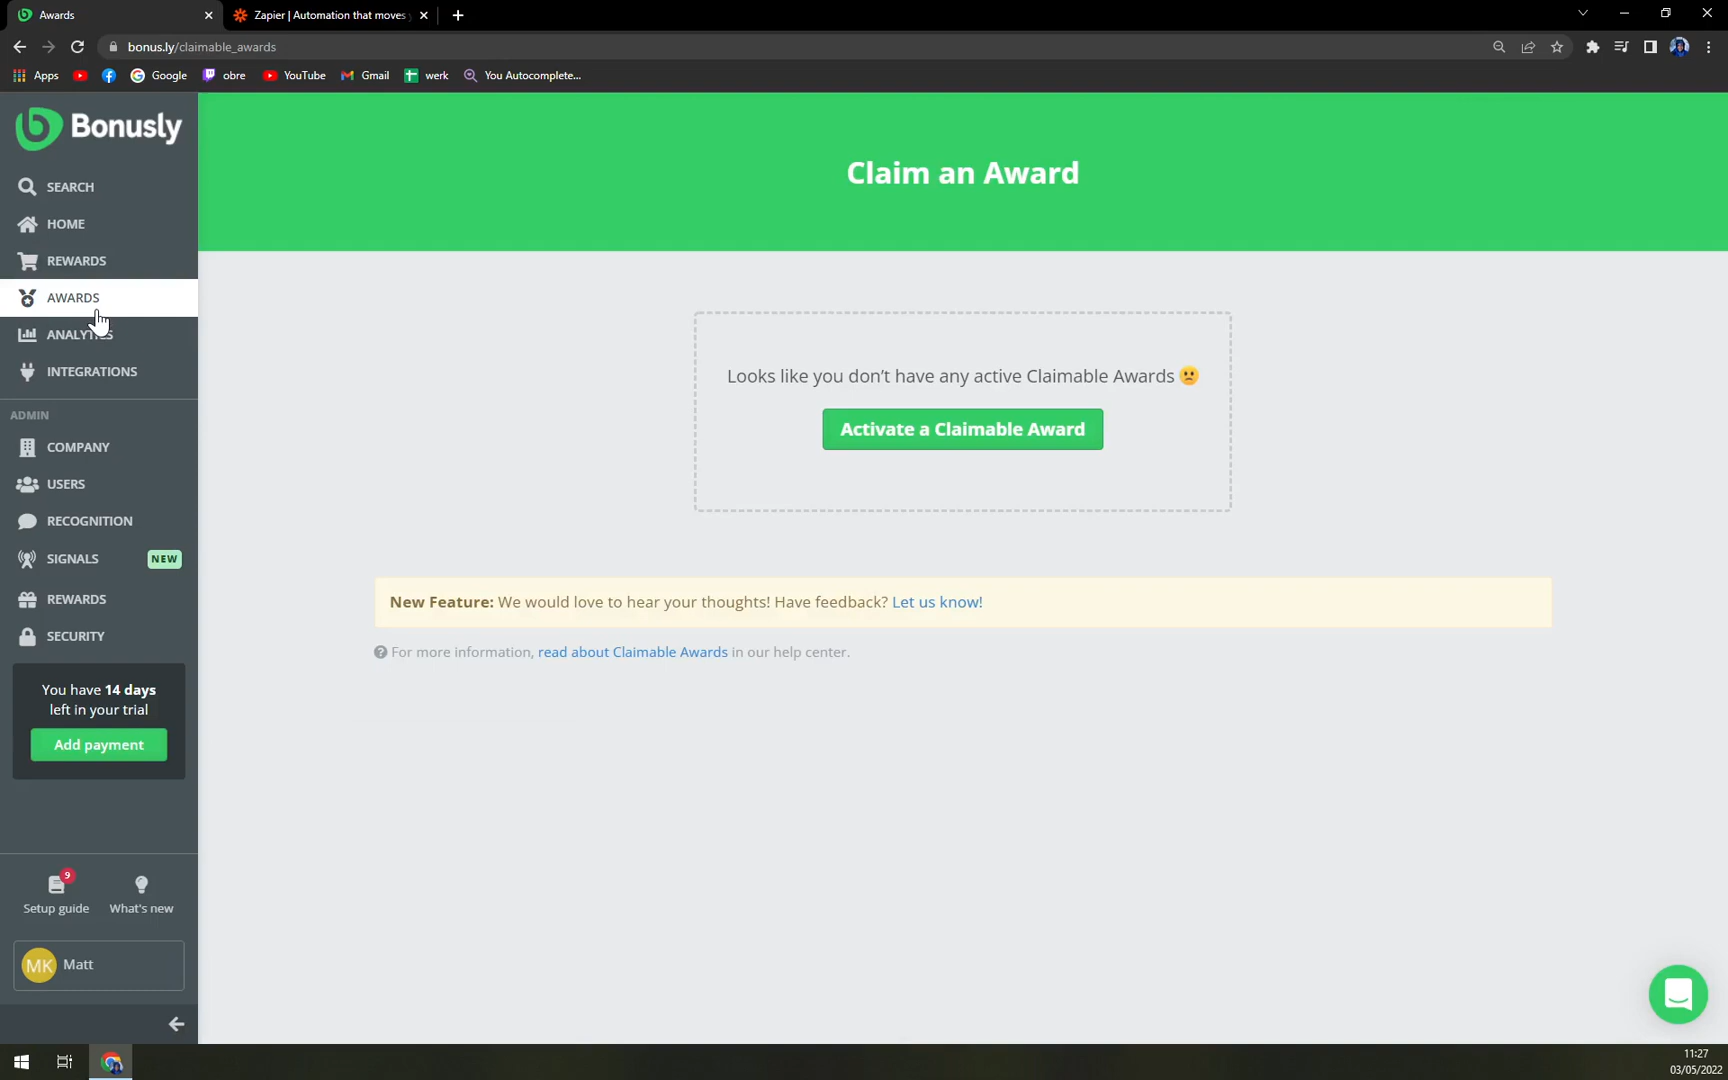 Awards
Zapier | Automation that moves
bonus.ly/claimable_awards
Apps
Google
obre
YouTube
Gmail
werk
You Autocomplete...
Bonusly
SEARCH
HOME
REWARDS
AWARDS
ANALYTICS
INTEGRATIONS
ADMIN
COMPANY
USERS
RECOGNITION
SIGNALS NEW
REWARDS
SECURITY
You have 14 days
left in your trial
Add payment
9
Setup guide
What's new
MK Matt
Claim an Award
Looks like you don't have any active Claimable Awards
Activate a Claimable Award
New Feature: We would love to hear your thoughts! Have feedback? Let us know!
For more information, read about Claimable Awards in our help center.
11:27
03/05/2022